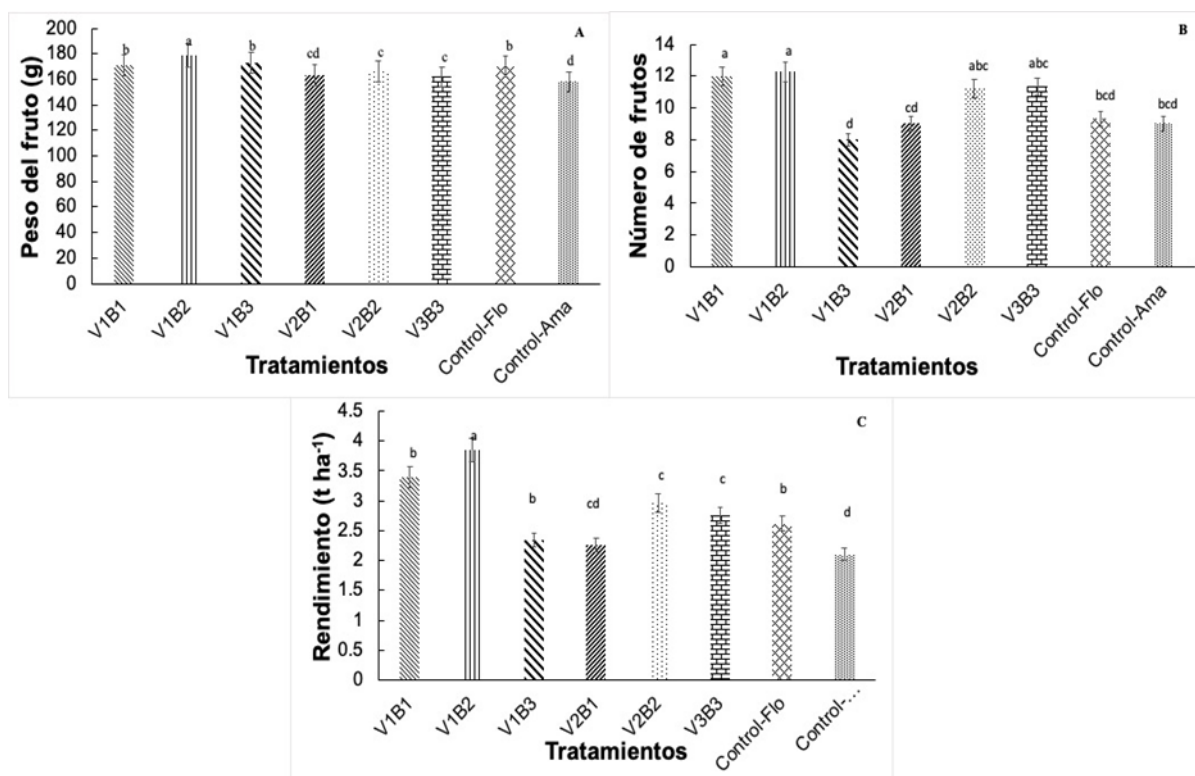 A
Peso del fruto (g)
200
180
160
140
120
100
80
60
40
20
0
b
a
b
cd
c
c
b
d
V1B1
V1B2
V1B3
V2B1
V2B2
V3B3
Control-Flo
Control-Ama
Tratamientos
B
Número de frutos
14
12
10
8
6
4
2
0
a
a
d
cd
abc
abc
bcd
bcd
V1B1
V1B2
V1B3
V2B1
V2B2
V3B3
Control-Flo
Control-Ama
Tratamientos
C
Rendimiento (t ha⁻¹)
4.5
4
3.5
3
2.5
2
1.5
1
0.5
0
b
a
b
cd
c
c
b
d
V1B1
V1B2
V1B3
V2B1
V2B2
V3B3
Control-Flo
Control-...
Tratamientos